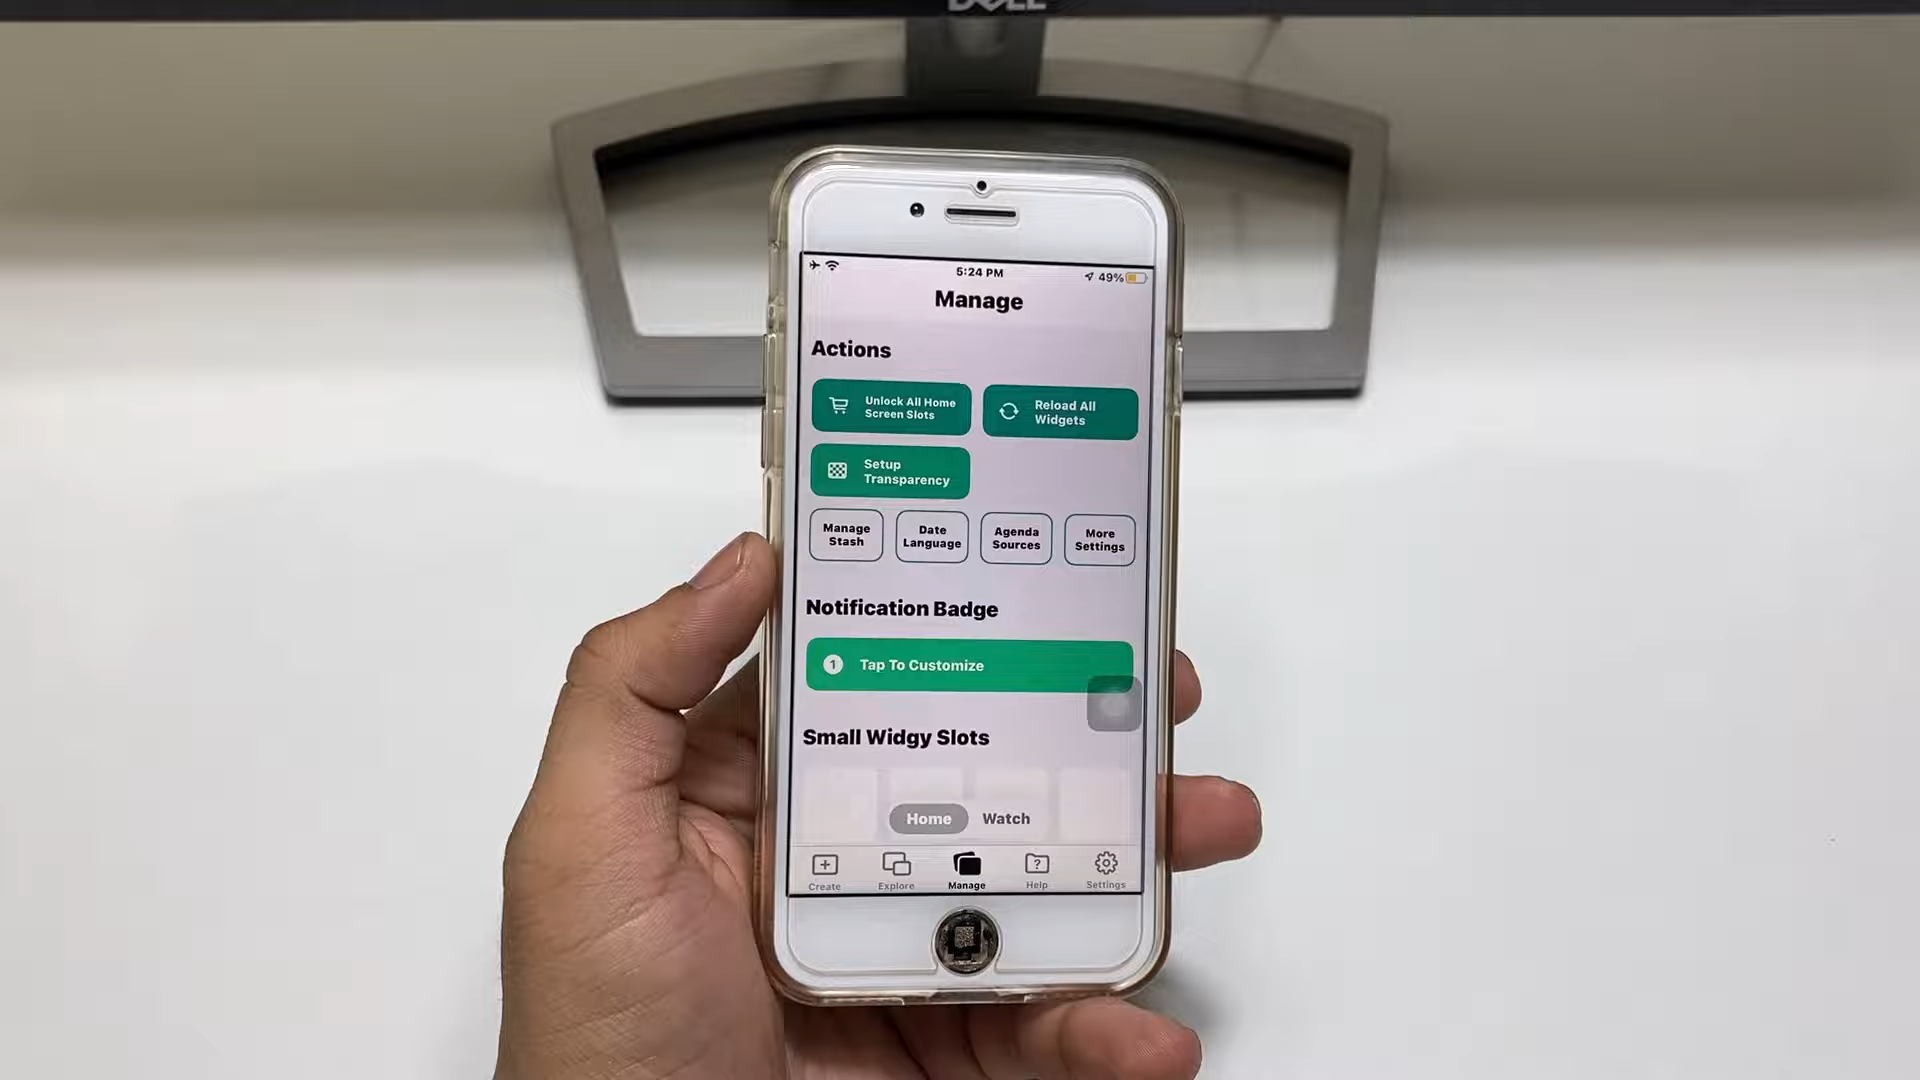 DELL
5:24 PM
49%
Manage
Actions
Unlock All Home
Screen Slots
Reload All
Widgets
Setup
Transparency
Manage
Stash
Date
Language
Agenda
Sources
More
Settings
Notification Badge
1
Tap To Customize
Small Widgy Slots
Home
Watch
Create
Explore
Manage
?
Help
Settings